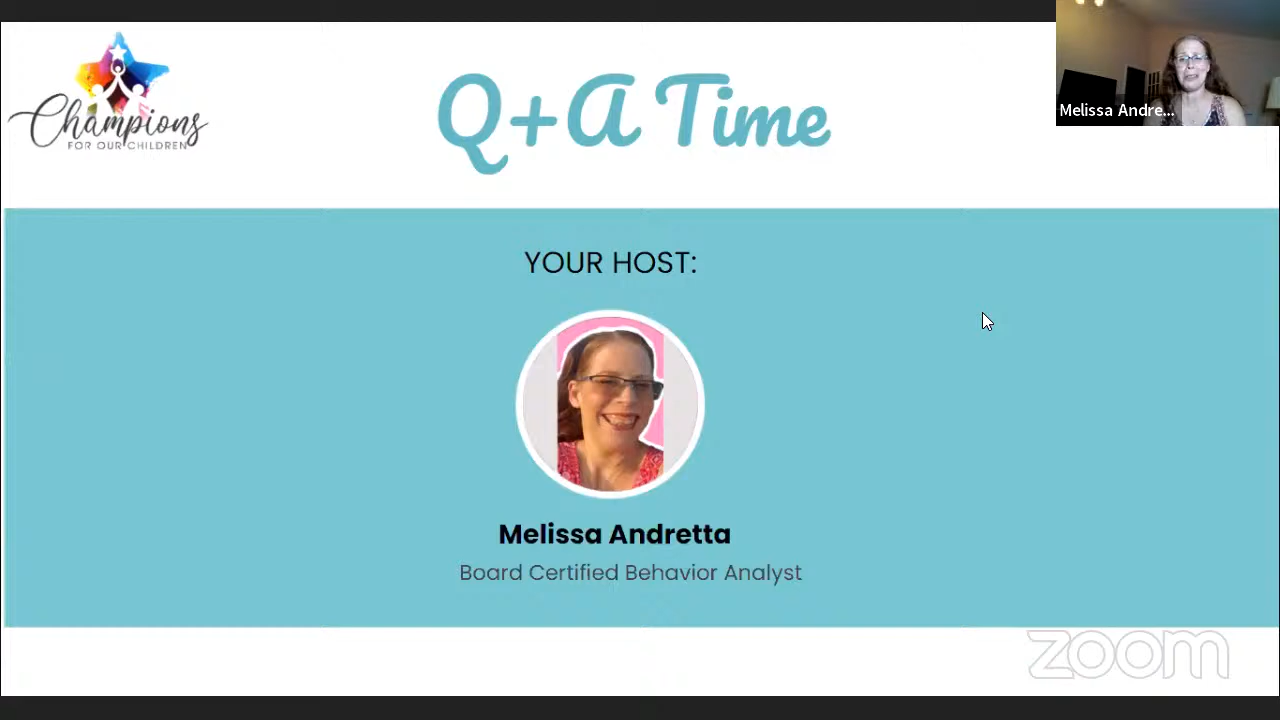 Champions
FOR OUR CHILDREN
Q+A Time
Melissa Andre...
YOUR HOST:
Melissa Andretta
Board Certified Behavior Analyst
zoom